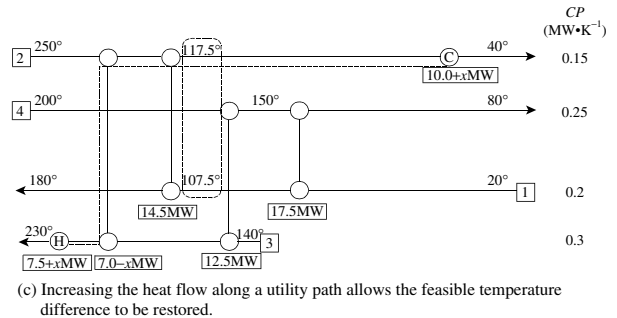 CP
(MW•K⁻¹)
2 250° 117.5° C 40° 0.15
10.0+xMW
4 200° 150° 80° 0.25
180° 107.5° 20° 1 0.2
14.5MW 17.5MW
230° H 140° 3 0.3
7.5+xMW 7.0–xMW 12.5MW
(c) Increasing the heat flow along a utility path allows the feasible temperature
difference to be restored.